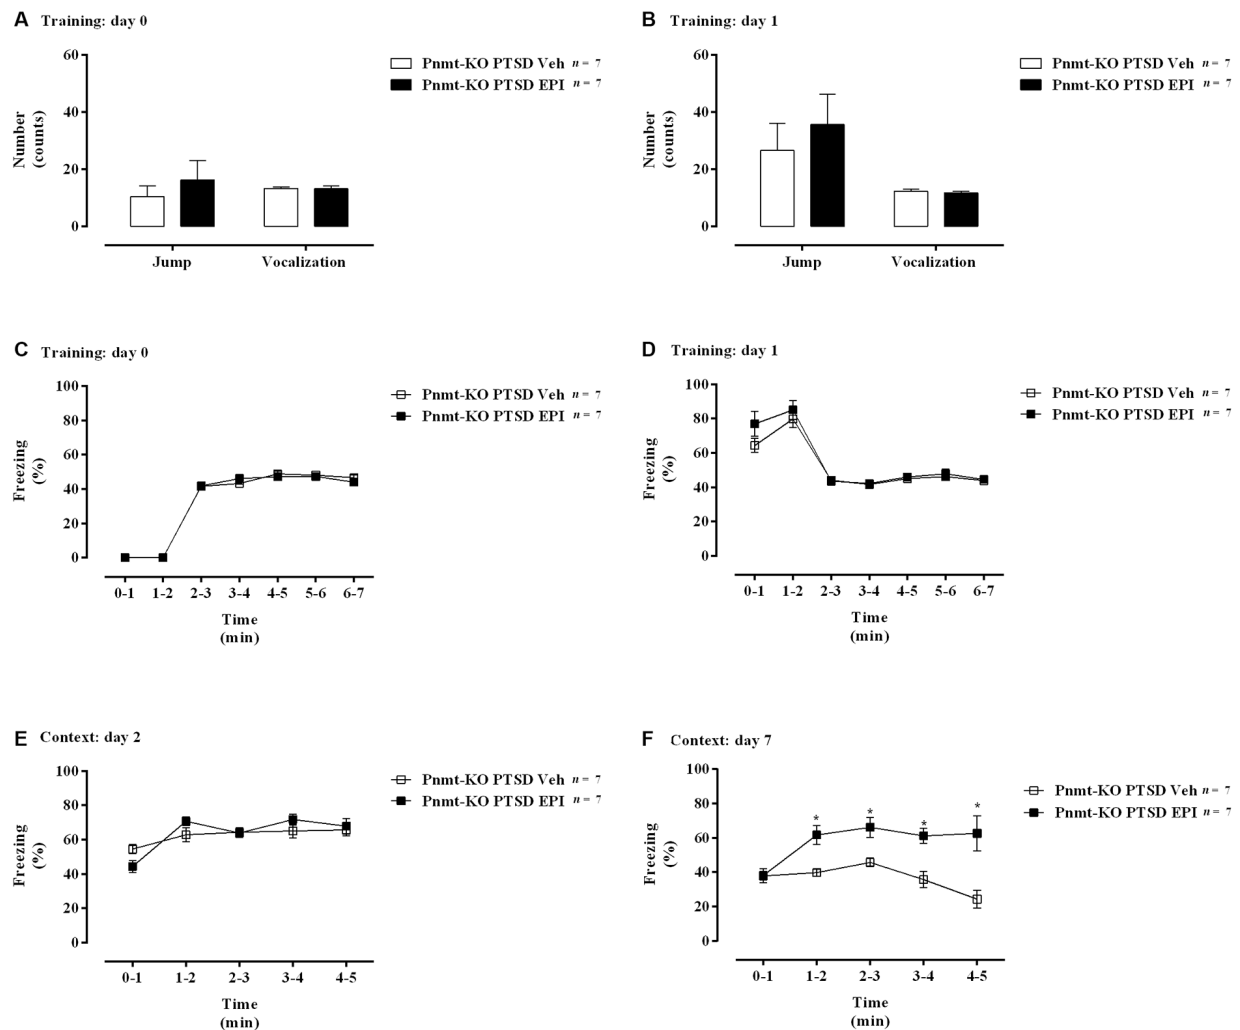 A Training: day 0
60
40
20
0
Number
(counts)
Jump Vocalization
Pnmt-KO PTSD Veh n = 7
Pnmt-KO PTSD EPI n = 7
B Training: day 1
60
40
20
0
Number
(counts)
Jump Vocalization
Pnmt-KO PTSD Veh n = 7
Pnmt-KO PTSD EPI n = 7
C Training: day 0
100
80
60
40
20
0
Freezing
(%)
0-1 1-2 2-3 3-4 4-5 5-6 6-7
Time
(min)
Pnmt-KO PTSD Veh n = 7
Pnmt-KO PTSD EPI n = 7
D Training: day 1
100
80
60
40
20
0
Freezing
(%)
0-1 1-2 2-3 3-4 4-5 5-6 6-7
Time
(min)
Pnmt-KO PTSD Veh n = 7
Pnmt-KO PTSD EPI n = 7
E Context: day 2
100
80
60
40
20
0
Freezing
(%)
0-1 1-2 2-3 3-4 4-5
Time
(min)
Pnmt-KO PTSD Veh n = 7
Pnmt-KO PTSD EPI n = 7
F Context: day 7
100
80
60
40
20
0
Freezing
(%)
* * * *
0-1 1-2 2-3 3-4 4-5
Time
(min)
Pnmt-KO PTSD Veh n = 7
Pnmt-KO PTSD EPI n = 7